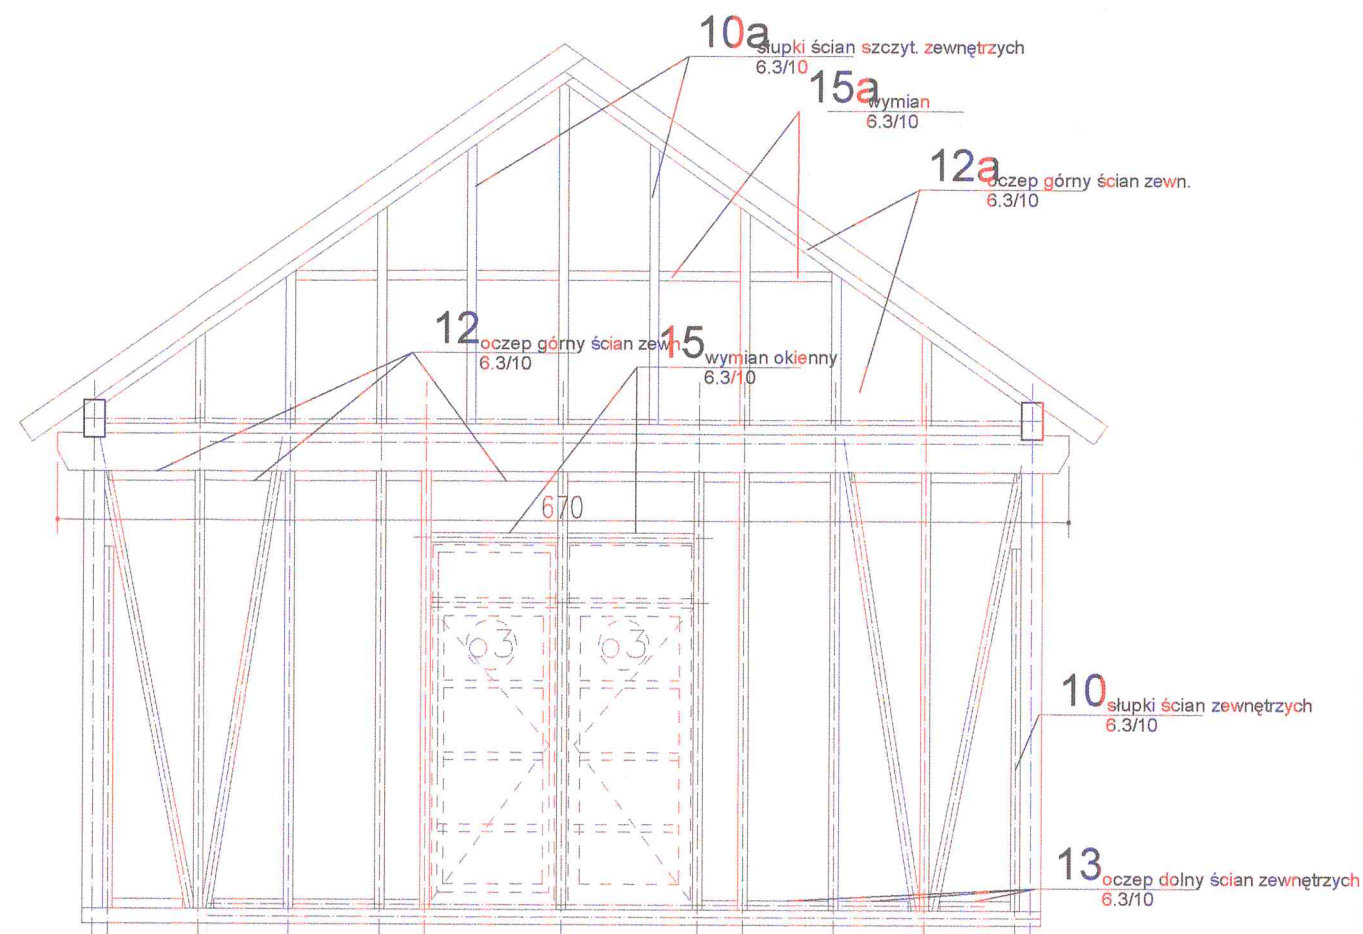 10a słupki ścian szczyt. zewnętrzych
6.3/10
15a wymian
6.3/10
12a oczep górny ścian zewn.
6.3/10
12 oczep górny ścian zewn.
6.3/10
15 wymian okienny
6.3/10
670
o3 o3
10 słupki ścian zewnętrzych
6.3/10
13 oczep dolny ścian zewnętrzych
6.3/10